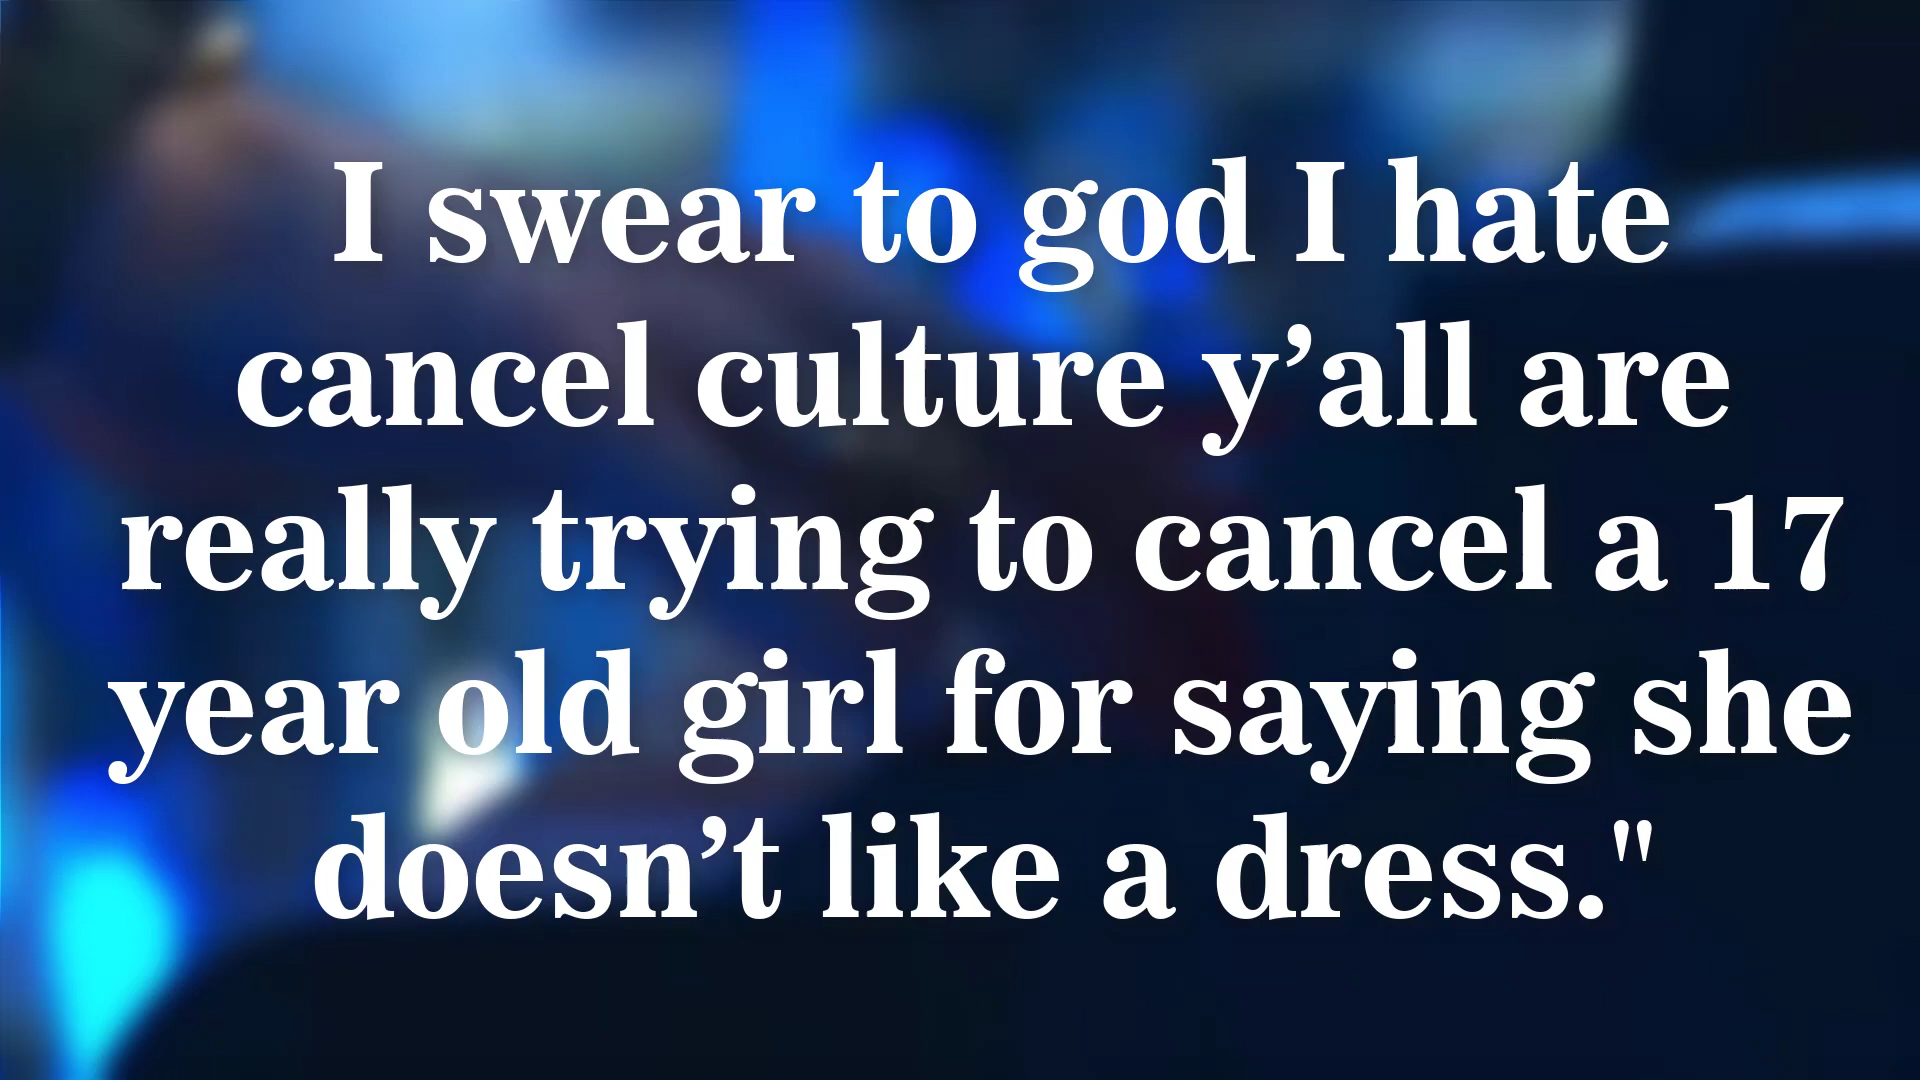 I swear to god I hate
cancel culture y’all are
really trying to cancel a 17
year old girl for saying she
doesn’t like a dress."